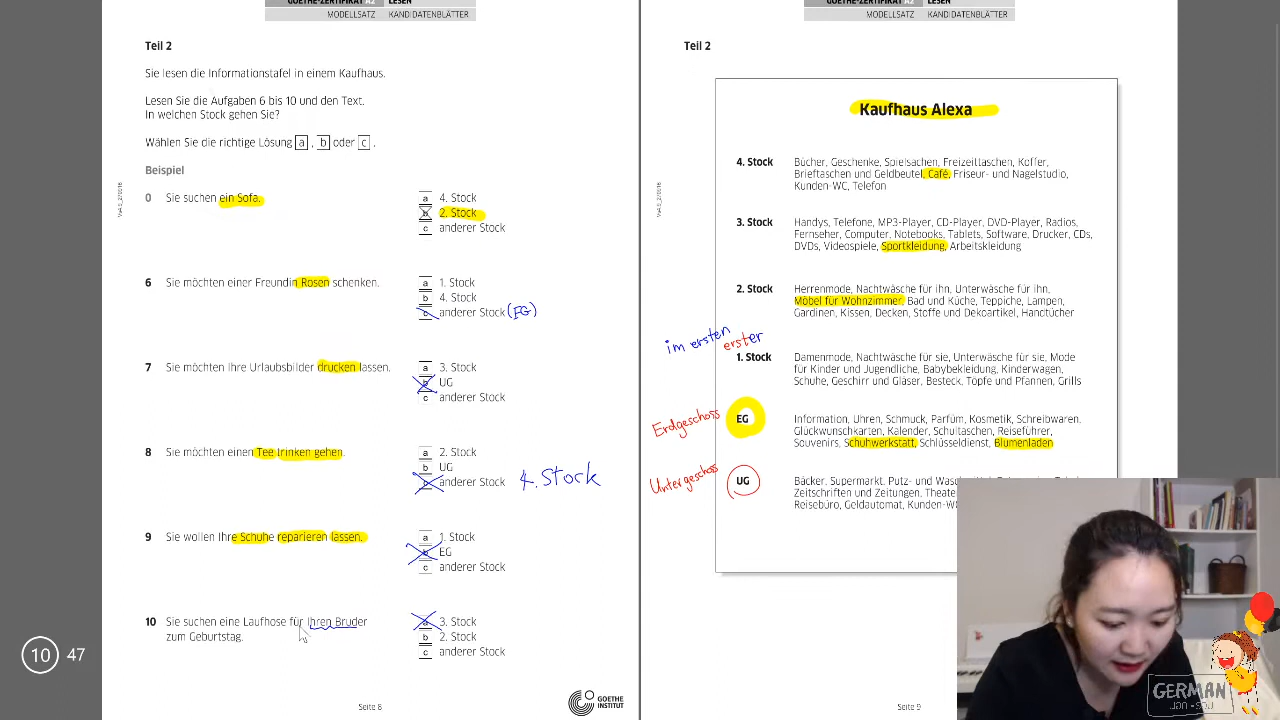 GOETHE-ZERTIFIKAT A2 LESEN
MODELLSATZ KANDIDATENBLÄTTER
Teil 2
Sie lesen die Informationstafel in einem Kaufhaus.
Lesen Sie die Aufgaben 6 bis 10 und den Text.
In welchen Stock gehen Sie?
Wählen Sie die richtige Lösung a , b oder c .
Beispiel
0 Sie suchen ein Sofa.
a 4. Stock
b 2. Stock
c anderer Stock
6 Sie möchten einer Freundin Rosen schenken.
a 1. Stock
b 4. Stock
c anderer Stock (EG)
7 Sie möchten Ihre Urlaubsbilder drucken lassen.
a 3. Stock
b UG
c anderer Stock
8 Sie möchten einen Tee trinken gehen.
a 2. Stock
b UG
c anderer Stock 4. Stock
9 Sie wollen Ihre Schuhe reparieren lassen.
a 1. Stock
b EG
c anderer Stock
10 Sie suchen eine Laufhose für Ihren Bruder
zum Geburtstag.
a 3. Stock
b 2. Stock
c anderer Stock
Seite 8
GOETHE
INSTITUT
10 47
GOETHE-ZERTIFIKAT A2 LESEN
MODELLSATZ KANDIDATENBLÄTTER
Teil 2
Kaufhaus Alexa
4. Stock Bücher, Geschenke, Spielsachen, Freizeittaschen, Koffer,
Brieftaschen und Geldbeutel, Café, Friseur- und Nagelstudio,
Kunden-WC, Telefon
3. Stock Handys, Telefone, MP3-Player, CD-Player, DVD-Player, Radios,
Fernseher, Computer, Notebooks, Tablets, Software, Drucker, CDs,
DVDs, Videospiele, Sportkleidung, Arbeitskleidung
2. Stock Herrenmode, Nachtwäsche für ihn, Unterwäsche für ihn,
Möbel für Wohnzimmer, Bad und Küche, Teppiche, Lampen,
Gardinen, Kissen, Decken, Stoffe und Dekoartikel, Handtücher
im ersten
erster
1. Stock Damenmode, Nachtwäsche für sie, Unterwäsche für sie, Mode
für Kinder und Jugendliche, Babybekleidung, Kinderwagen,
Schuhe, Geschirr und Gläser, Besteck, Töpfe und Pfannen, Grills
Erdgeschoss
EG Information, Uhren, Schmuck, Parfüm, Kosmetik, Schreibwaren,
Glückwunschkarten, Kalender, Schultaschen, Reiseführer,
Souvenirs, Schuhwerkstatt, Schlüsseldienst, Blumenladen
Untergeschoss
UG Bäcker, Supermarkt, Putz- und
Zeitschriften und Zeitungen,
Reisebüro, Geldautomat,
Seite 9
GERMAN